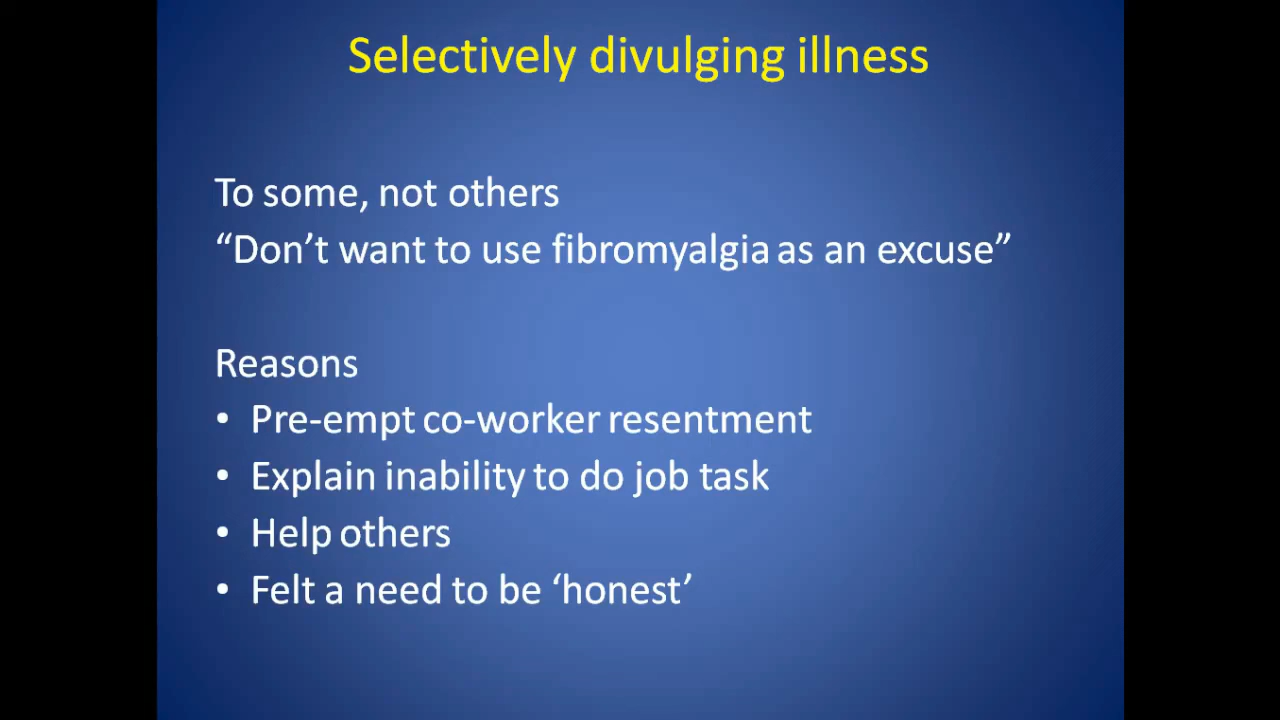 Selectively divulging illness
To some, not others
“Don’t want to use fibromyalgia as an excuse”
Reasons
• Pre-empt co-worker resentment
• Explain inability to do job task
• Help others
• Felt a need to be ‘honest’